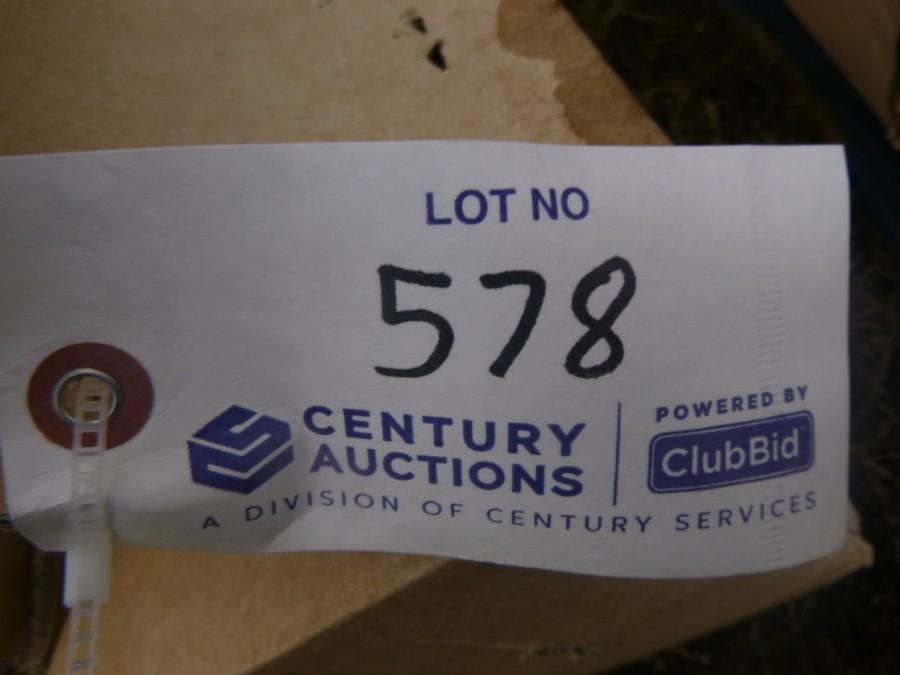 LOT NO
578
CENTURY AUCTIONS
POWERED BY
ClubBid
A DIVISION OF CENTURY SERVICES